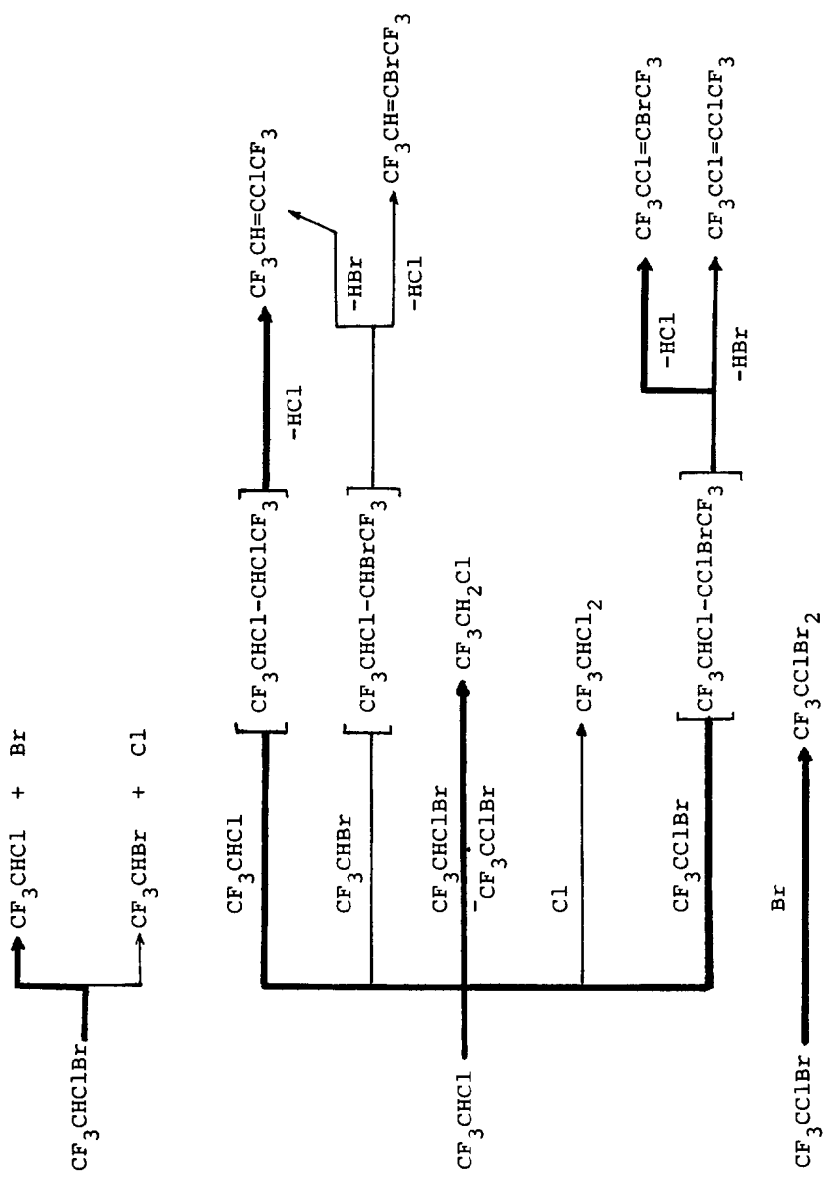 CF3CHClBr
CF3CHCl + Br
CF3CHBr + Cl
CF3CHCl
CF3CHCl
[CF3CHCl-CHClCF3]
-HCl
CF3CH=CClCF3
CF3CHBr
[CF3CHCl-CHBrCF3]
-HBr
-HCl
CF3CH=CBrCF3
CF3CHClBr
-CF3CClBr
CF3CH2Cl
Cl
CF3CHCl2
CF3CClBr
[CF3CHCl-CClBrCF3]
-HCl
CF3CCl=CBrCF3
-HBr
CF3CCl=CClCF3
CF3CClBr
Br
CF3CClBr2